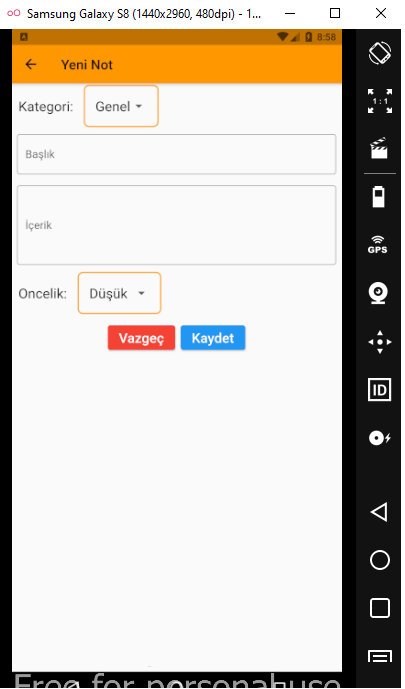 Samsung Galaxy S8 (1440x2960, 480dpi) - 1...
8:58
Yeni Not
Kategori: Genel
1:1
Başlık
GPS
İçerik
Oncelik: Düşük
Vazgeç Kaydet
ID
Free for personal use